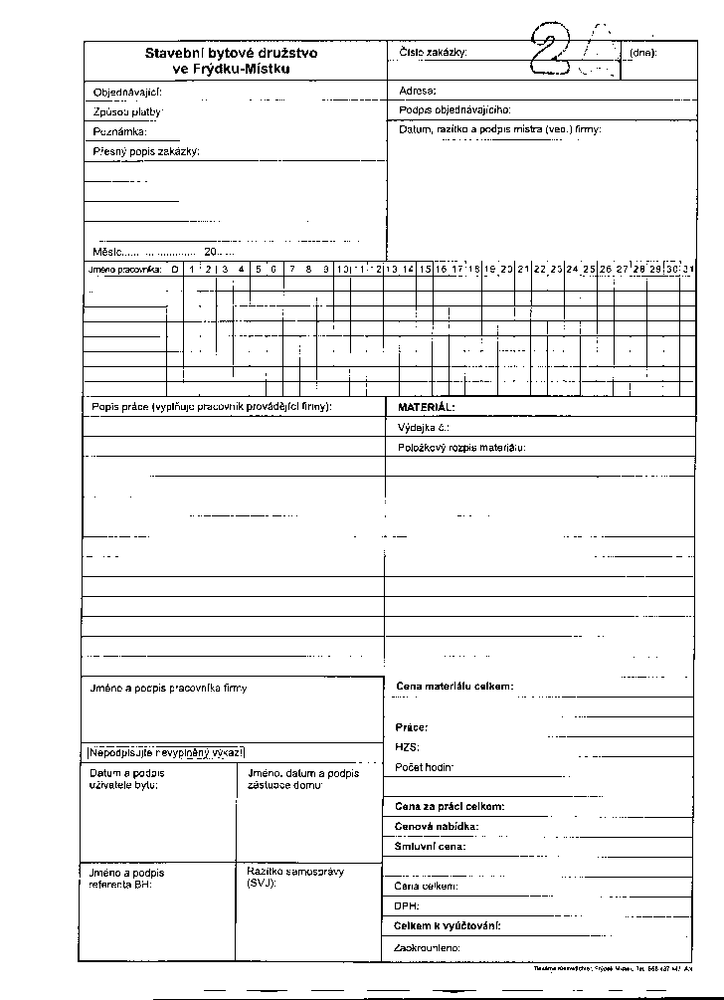 Stavební bytové družstvo
ve Frýdku-Místku
Číslo zakázky:
2A
(dne):
Objednávající:
Způsob platby:
Poznámka:
Přesný popis zakázky:
Adresa:
Podpis objednávajícího:
Datum, razítko a podpis mistra (ved.) firmy:
Měsíc........................ 20......
Jméno pracovníka: D 1 2 3 4 5 6 7 8 9 10 11 12 13 14 15 16 17 18 19 20 21 22 23 24 25 26 27 28 29 30 31
Popis práce (vyplňuje pracovník provádějící firmy):
MATERIÁL:
Výdejka č.:
Položkový rozpis materiálu:
Jméno a podpis pracovníka firmy
Nepodpisujte nevyplněný výkaz!
Datum a podpis
uživatele bytu:
Jméno, datum a podpis
zástupce domu:
Jméno a podpis
referenta BH:
Razítko samosprávy
(SVJ):
Cena materiálu celkem:
Práce:
HZS:
Počet hodin:
Cena za práci celkem:
Cenová nabídka:
Smluvní cena:
Cena celkem:
DPH:
Celkem k vyúčtování:
Zaokrouhleno: